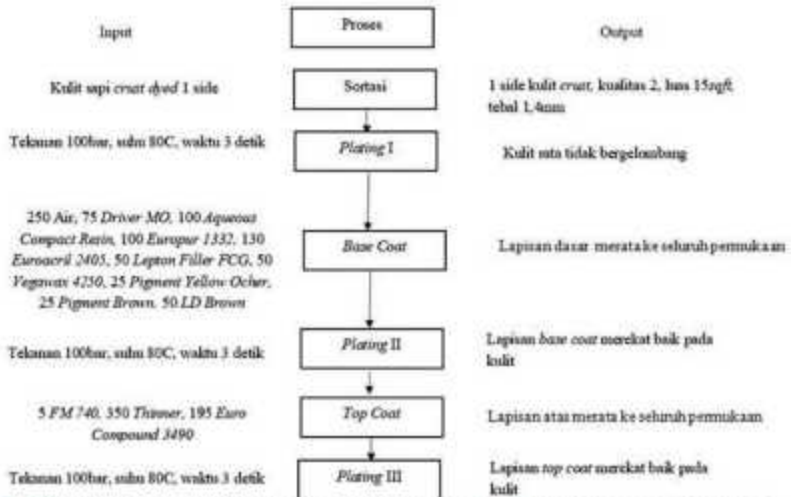 Input Proses Output
Kulit sapi crust dyed 1 side
Sortasi
1 side kulit crust, kualitas 2, luas 15sqft,
tebal 1,4mm
Tekanan 100bar, suhu 80C, waktu 3 detik
Plating I
Kulit rata tidak bergelombang
250 Air, 75 Driver MO, 100 Aqueous
Compact Resin, 100 Europur 1332, 130
Euroacril 2405, 50 Lepton Filler FCG, 50
Vegawax 4250, 25 Pigment Yellow Ocher,
25 Pigment Brown, 50 LD Brown
Base Coat
Lapisan dasar merata ke seluruh permukaan
Tekanan 100bar, suhu 80C, waktu 3 detik
Plating II
Lapisan base coat merekat baik pada
kulit
5 FM 740, 350 Thinner, 195 Euro
Compound 3490
Top Coat
Lapisan atas merata ke seluruh permukaan
Tekanan 100bar, suhu 80C, waktu 3 detik
Plating III
Lapisan top coat merekat baik pada
kulit